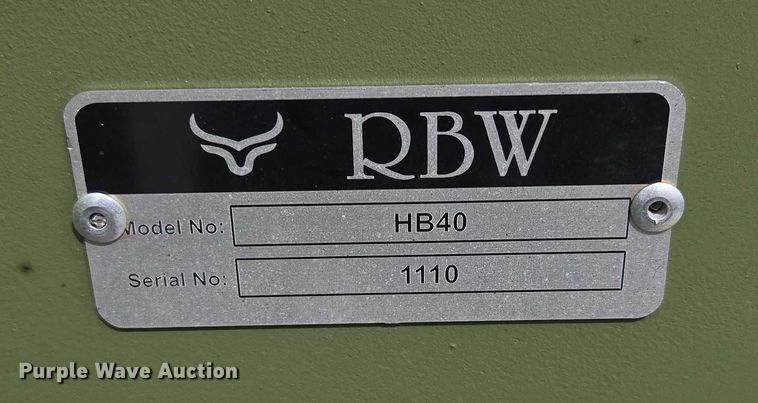 RBW
Model No: HB40
Serial No: 1110
Purple Wave Auction